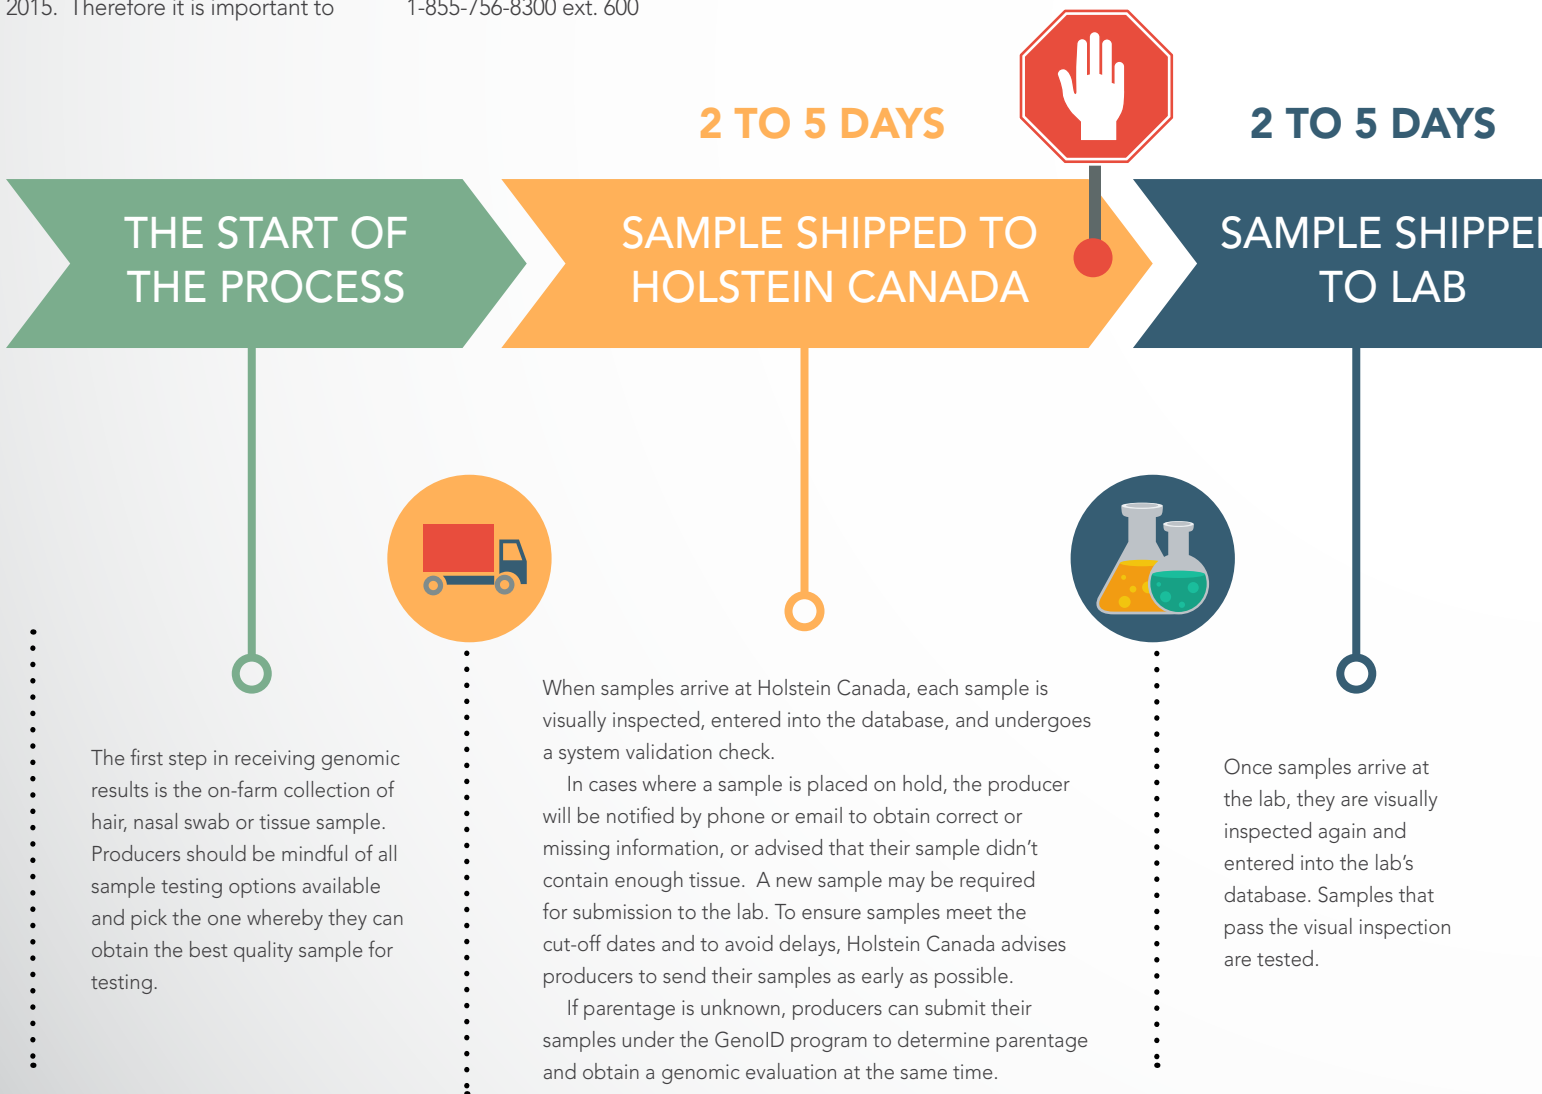 2015. Therefore it is important to
1-855-756-8300 ext. 600
2 TO 5 DAYS
2 TO 5 DAYS
THE START OF
THE PROCESS
SAMPLE SHIPPED TO
HOLSTEIN CANADA
SAMPLE SHIPPED
TO LAB
The first step in receiving genomic
results is the on-farm collection of
hair, nasal swab or tissue sample.
Producers should be mindful of all
sample testing options available
and pick the one whereby they can
obtain the best quality sample for
testing.
When samples arrive at Holstein Canada, each sample is
visually inspected, entered into the database, and undergoes
a system validation check.
In cases where a sample is placed on hold, the producer
will be notified by phone or email to obtain correct or
missing information, or advised that their sample didn't
contain enough tissue. A new sample may be required
for submission to the lab. To ensure samples meet the
cut-off dates and to avoid delays, Holstein Canada advises
producers to send their samples as early as possible.
If parentage is unknown, producers can submit their
samples under the GenoID program to determine parentage
and obtain a genomic evaluation at the same time.
Once samples arrive at
the lab, they are visually
inspected again and
entered into the lab's
database. Samples that
pass the visual inspection
are tested.